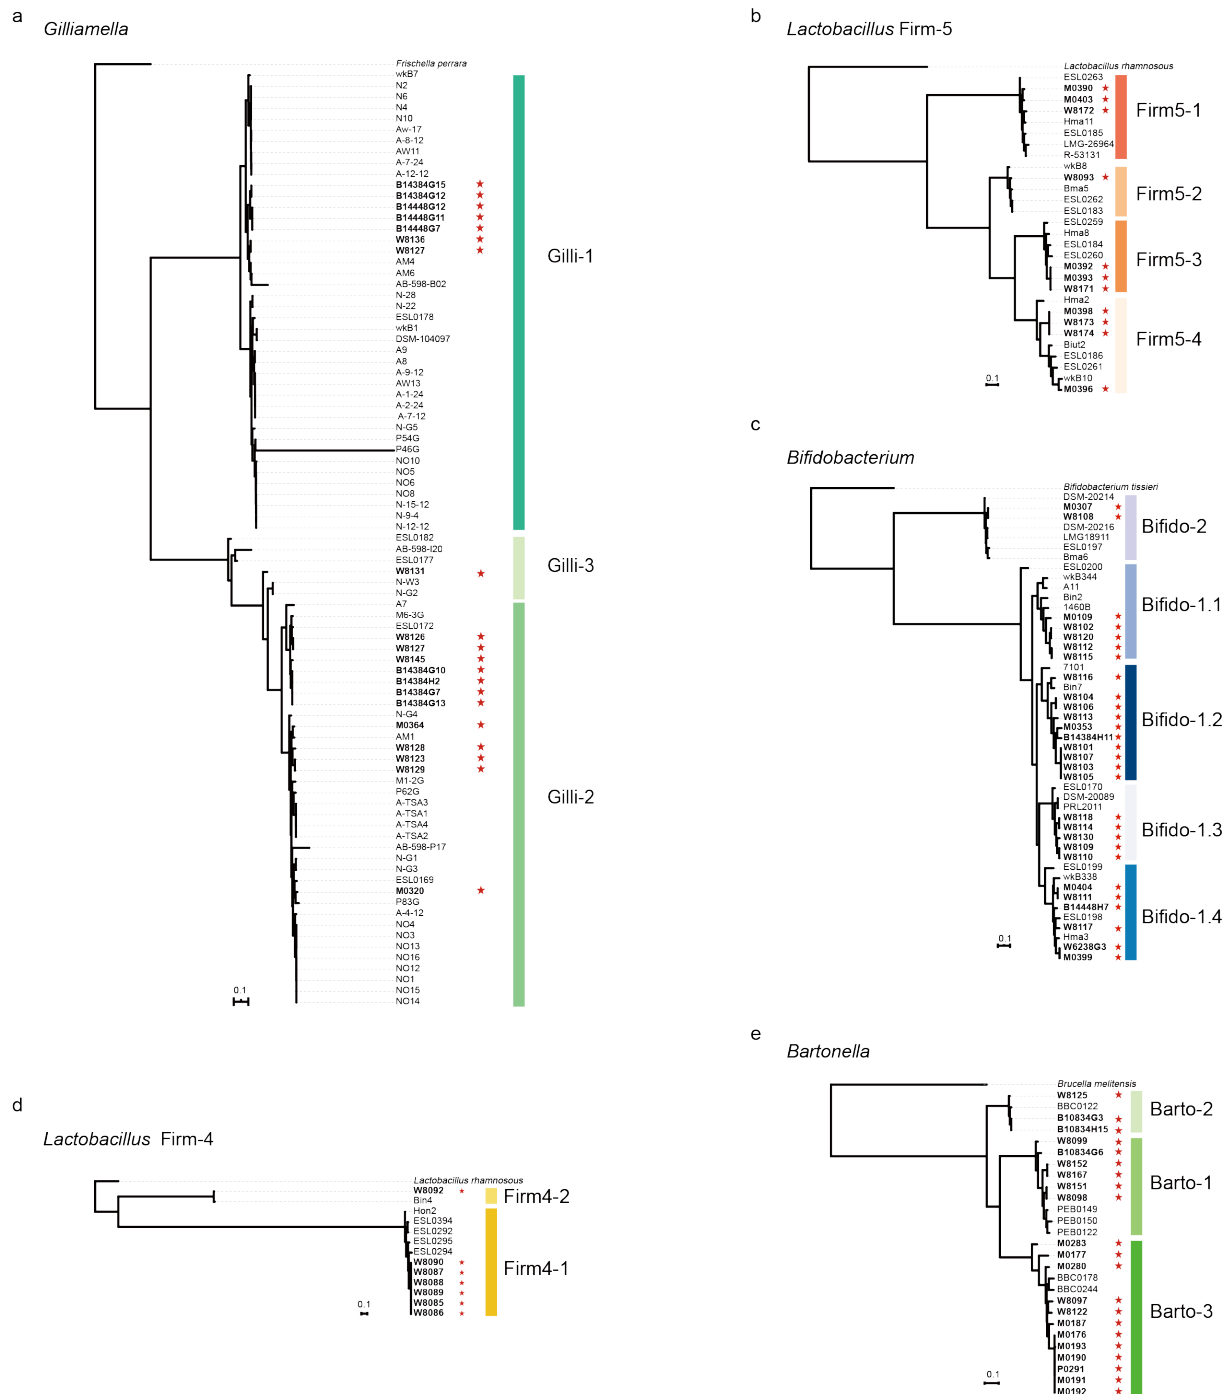 a
Gilliamella
Frischella perrara
wkB7
N2
N6
N4
N10
Aw-17
A-8-12
AW11
A-7-24
A-12-12
B14384G15
B14384G12
B14448G12
B14448G11
B14448G7
W8136
W8127
AM4
AM6
AB-598-B02
N-28
N-22
ESL0178
wkB1
DSM-104097
A9
A8
A-9-12
AW13
A-1-24
A-2-24
A-7-12
N-G5
P54G
P46G
NO10
NO5
NO6
NO8
N-15-12
N-9-4
N-12-12
Gilli-1
ESL0182
AB-598-I20
ESL0177
W8131
N-W3
N-G2
Gilli-3
A7
M6-3G
ESL0172
W8126
W8127
W8145
B14384G10
B14384H2
B14384G7
B14384G13
N-G4
M0364
AM1
W8128
W8123
W8129
M1-2G
P62G
A-TSA3
A-TSA1
A-TSA4
A-TSA2
AB-598-P17
N-G1
N-G3
ESL0169
M0320
P83G
A-4-12
NO4
NO3
NO13
NO16
NO12
NO1
NO15
NO14
Gilli-2
0.1
b
Lactobacillus Firm-5
Lactobacillus rhamnosous
ESL0263
M0390
M0403
W8172
Hma11
ESL0185
LMG-26964
R-53131
Firm5-1
wkB8
W8093
Bma5
ESL0262
ESL0183
Firm5-2
ESL0259
Hma8
ESL0184
ESL0260
M0392
M0393
W8171
Firm5-3
Hma2
M0398
W8173
W8174
Biut2
ESL0186
ESL0261
wkB10
M0396
Firm5-4
0.1
c
Bifidobacterium
Bifidobacterium tissieri
DSM-20214
M0307
W8108
DSM-20216
LMG18911
ESL0197
Bma6
Bifido-2
ESL0200
wkB344
A11
Bin2
1460B
M0109
W8102
W8120
W8112
W8115
Bifido-1.1
7101
W8116
Bin7
W8104
W8106
W8113
M0353
B14384H11
W8101
W8107
W8103
W8105
Bifido-1.2
ESL0170
DSM-20089
PRL2011
W8118
W8114
W8130
W8109
W8110
Bifido-1.3
ESL0199
wkB338
M0404
W8111
B14448H7
ESL0198
W8117
Hma3
W6238G3
M0399
Bifido-1.4
0.1
d
Lactobacillus Firm-4
Lactobacillus rhamnosous
W8092
Bin4
Firm4-2
Hon2
ESL0394
ESL0292
ESL0295
ESL0294
W8090
W8087
W8088
W8089
W8085
W8086
Firm4-1
0.1
e
Bartonella
Brucella melitensis
W8125
BBC0122
B10834G3
B10834H15
Barto-2
W8099
B10834G6
W8152
W8167
W8151
W8098
PEB0149
PEB0150
PEB0122
Barto-1
M0283
M0177
M0280
BBC0178
BBC0244
W8097
W8122
M0187
M0176
M0193
M0190
P0291
M0191
M0192
Barto-3
0.1